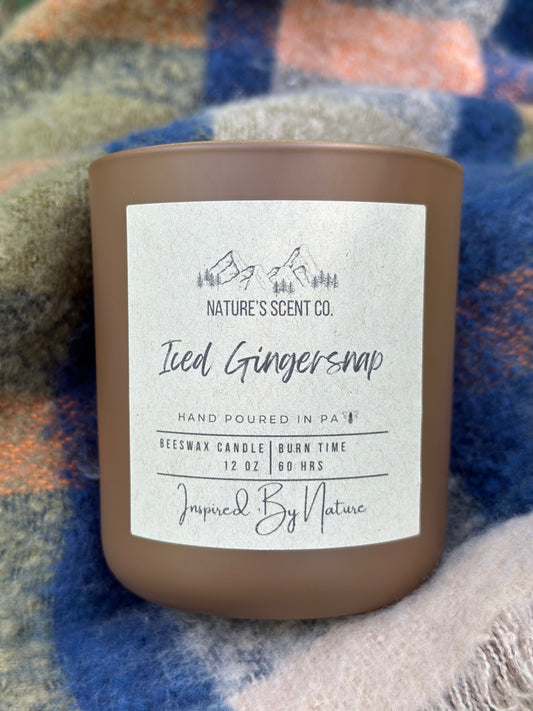 NATURE'S SCENT CO.
Iced Gingersnap
HAND POURED IN PA
BEESWAX CANDLE | BURN TIME
12 OZ | 60 HRS
Inspired By Nature